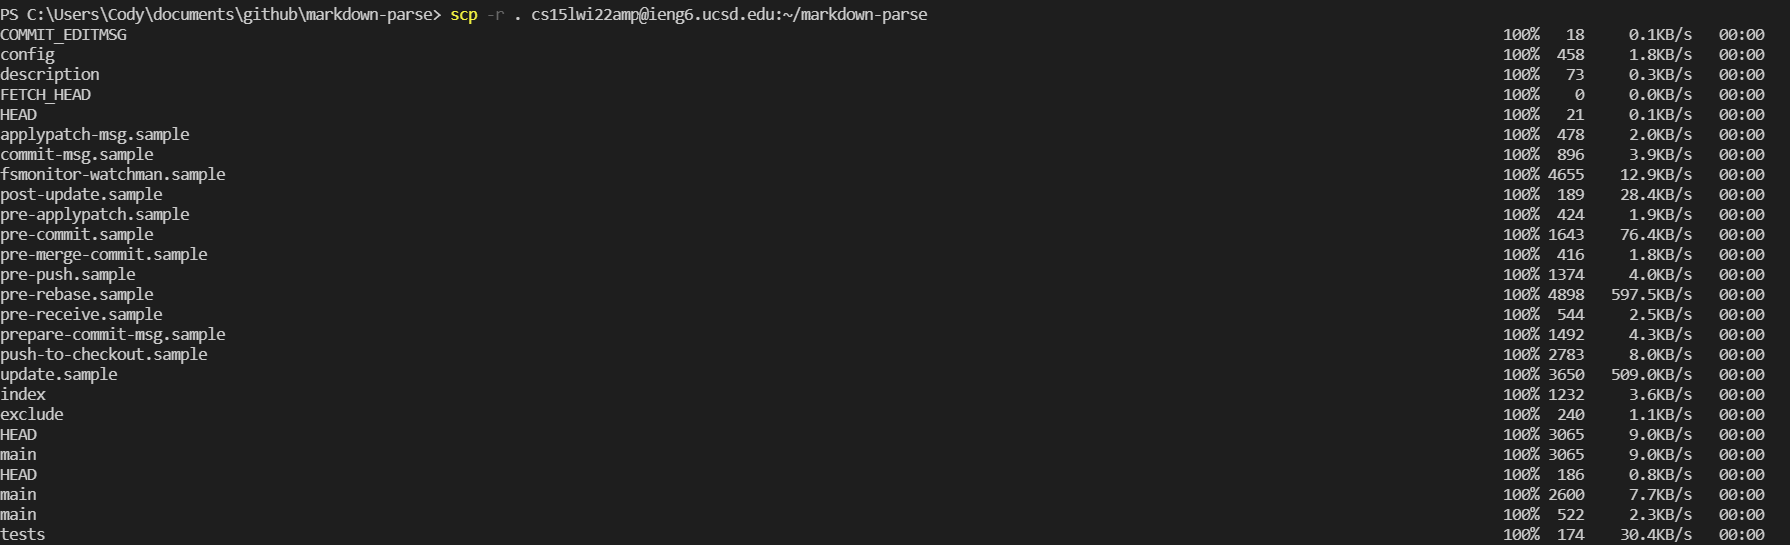 PS C:\Users\Cody\documents\github\markdown-parse> scp -r . cs15lwi22amp@ieng6.ucsd.edu:~/markdown-parse
COMMIT_EDITMSG 100% 18 0.1KB/s 00:00
config 100% 458 1.8KB/s 00:00
description 100% 73 0.3KB/s 00:00
FETCH_HEAD 100% 0 0.0KB/s 00:00
HEAD 100% 21 0.1KB/s 00:00
applypatch-msg.sample 100% 478 2.0KB/s 00:00
commit-msg.sample 100% 896 3.9KB/s 00:00
fsmonitor-watchman.sample 100% 4655 12.9KB/s 00:00
post-update.sample 100% 189 28.4KB/s 00:00
pre-applypatch.sample 100% 424 1.9KB/s 00:00
pre-commit.sample 100% 1643 76.4KB/s 00:00
pre-merge-commit.sample 100% 416 1.8KB/s 00:00
pre-push.sample 100% 1374 4.0KB/s 00:00
pre-rebase.sample 100% 4898 597.5KB/s 00:00
pre-receive.sample 100% 544 2.5KB/s 00:00
prepare-commit-msg.sample 100% 1492 4.3KB/s 00:00
push-to-checkout.sample 100% 2783 8.0KB/s 00:00
update.sample 100% 3650 509.0KB/s 00:00
index 100% 1232 3.6KB/s 00:00
exclude 100% 240 1.1KB/s 00:00
HEAD 100% 3065 9.0KB/s 00:00
main 100% 3065 9.0KB/s 00:00
HEAD 100% 186 0.8KB/s 00:00
main 100% 2600 7.7KB/s 00:00
main 100% 522 2.3KB/s 00:00
tests 100% 174 30.4KB/s 00:00